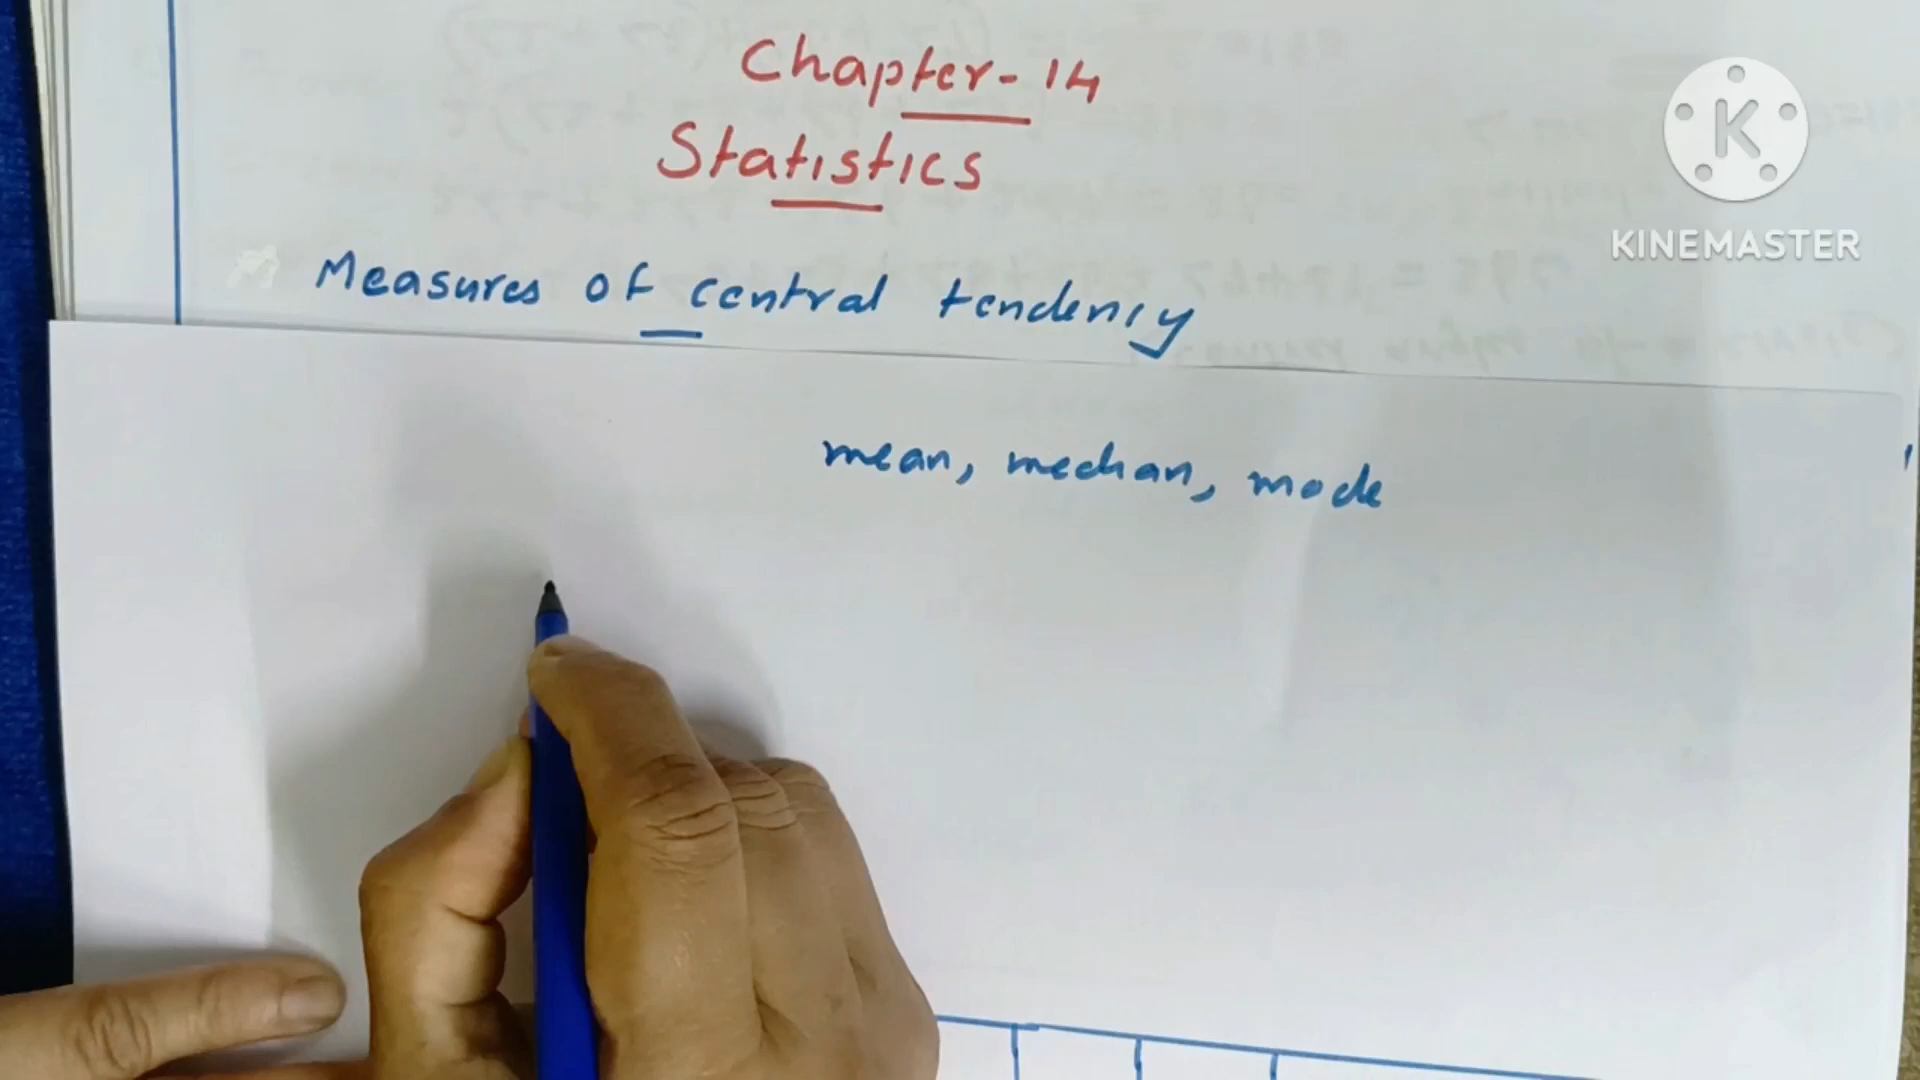 Chapter-14
Statistics
Measures of central tendency
mean, median, mode
K
KINEMASTER